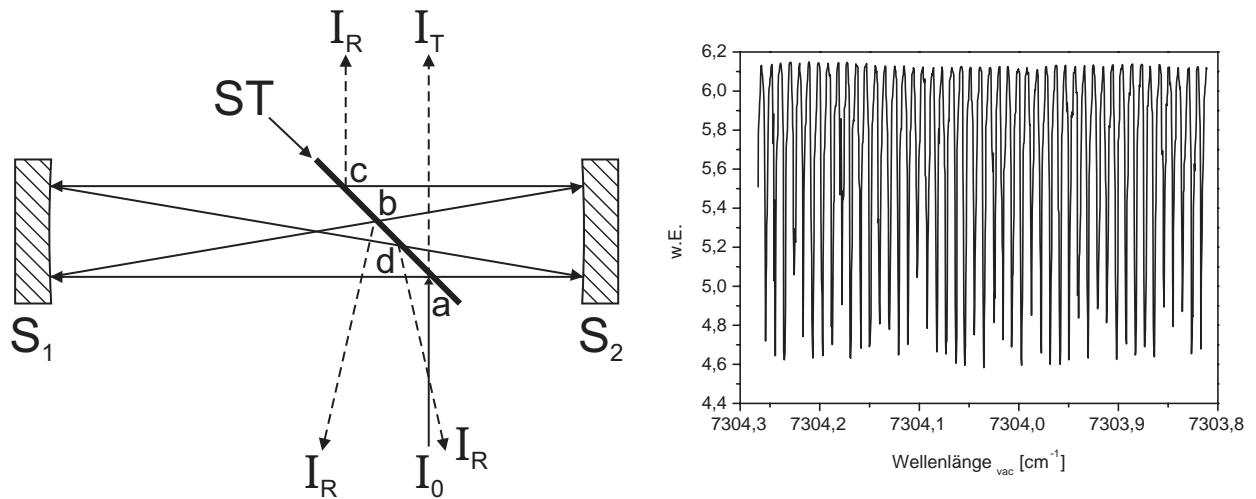 I_R I_T
ST
c
b
d
a
S_1 S_2
I_R I_0 I_R
6,2
6,0
5,8
5,6
5,4
5,2
5,0
4,8
4,6
4,4
w.E.
7304,3 7304,2 7304,1 7304,0 7303,9 7303,8
Wellenlänge _vac [cm^-1]